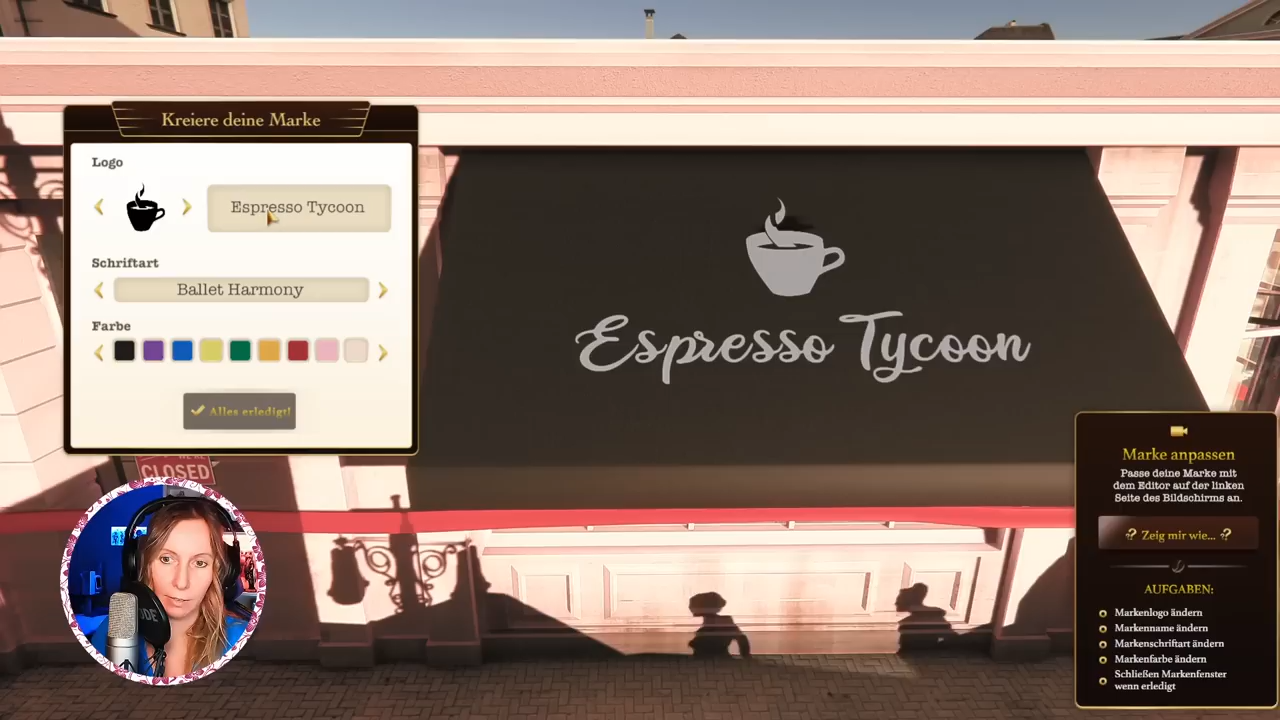 Kreiere deine Marke
Logo
Espresso Tycoon
Schriftart
Ballet Harmony
Farbe
Alles erledigt!
Espresso Tycoon
CLOSED
Marke anpassen
Passe deine Marke mit
dem Editor auf der linken
Seite des Bildschirms an.
? Zeig mir wie... ?
AUFGABEN:
Markenlogo ändern
Markenname ändern
Markenschriftart ändern
Markenfarbe ändern
Schließen Markenfenster
wenn erledigt